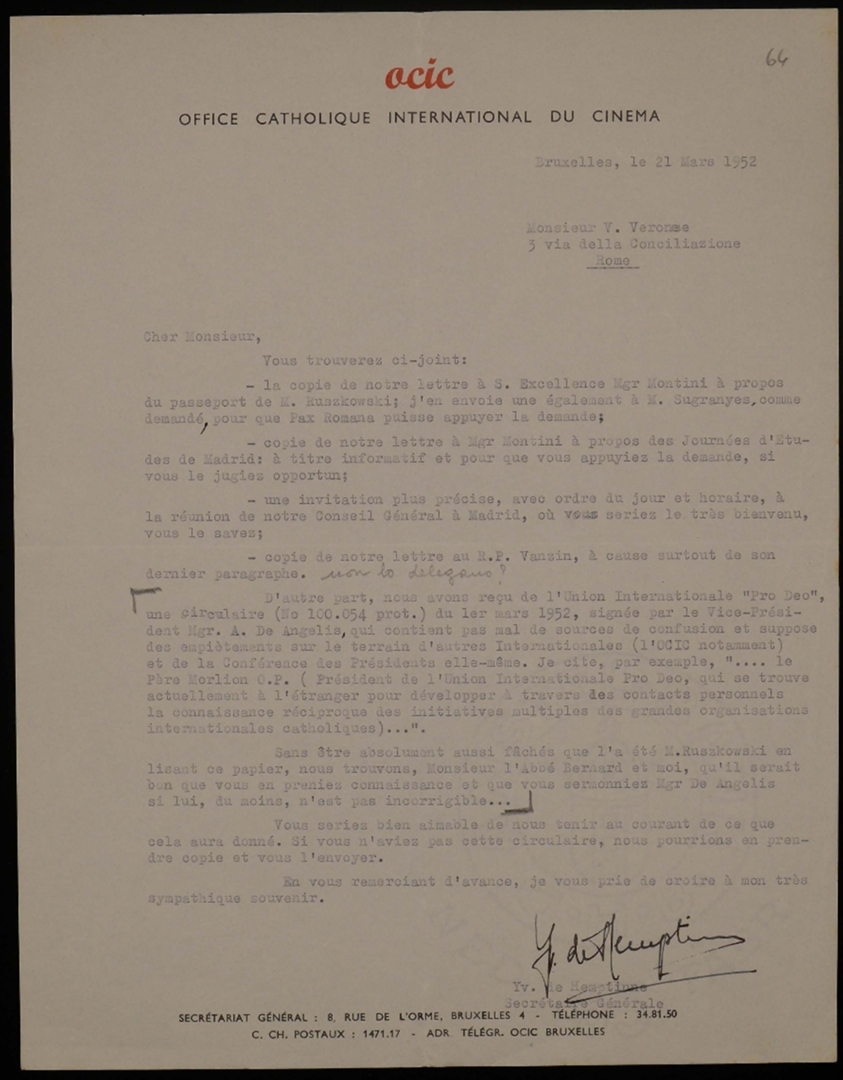 64
ocic
OFFICE CATHOLIQUE INTERNATIONAL DU CINEMA
Bruxelles, le 21 Mars 1952
Monsieur V. Veronese
3 via della Conciliazione
Rome
Cher Monsieur,
Vous trouverez ci-joint:
- la copie de notre lettre à S. Excellence Mgr Montini à propos
du passeport de M. Ruszkowski; j'en envoie une également à M. Sugranyes, comme
demandé, pour que Pax Romana puisse appuyer la demande;
- copie de notre lettre à Mgr Montini à propos des Journées d'Etu-
des de Madrid: à titre informatif et pour que vous appuyiez la demande, si
vous le jugiez opportun;
- une invitation plus précise, avec ordre du jour et horaire, à
la réunion de notre Conseil Général à Madrid, où vous seriez le très bienvenu,
vous le savez;
- copie de notre lettre au R.P. Vanzin, à cause surtout de son
dernier paragraphe. non lo delegano?
D'autre part, nous avons reçu de l'Union Internationale "Pro Deo",
une circulaire (No 100.054 prot.) du 1er mars 1952, signée par le Vice-Prési-
dent Mgr. A. De Angelis, qui contient pas mal de sources de confusion et suppose
des empiètements sur le terrain d'autres Internationales (l'OCIC notamment)
et de la Conférence des Présidents elle-même. Je cite, par exemple, ".... le
Père Morlion O.P. ( Président de l'Union Internationale Pro Deo, qui se trouve
actuellement à l'étranger pour développer à travers des contacts personnels
la connaissance réciproque des initiatives multiples des grandes organisations
internationales catholiques)...".
Sans être absolument aussi fâchés que l'a été M.Ruszkowski en
lisant ce papier, nous trouvons, Monsieur l'Abbé Bernard et moi, qu'il serait
bon que vous en preniez connaissance et que vous sermonniez Mgr De Angelis
si lui, du moins, n'est pas incorrigible...
Vous seriez bien aimable de nous tenir au courant de ce que
cela aura donné. Si vous n'aviez pas cette circulaire, nous pourrions en pren-
dre copie et vous l'envoyer.
En vous remerciant d'avance, je vous prie de croire à mon très
sympathique souvenir.
Y. de Hemptinne
Yv. de Hemptinne
Secrétaire Générale
SECRÉTARIAT GÉNÉRAL : 8, RUE DE L'ORME, BRUXELLES 4 - TÉLÉPHONE : 34.81.50
C. CH. POSTAUX : 1471.17 - ADR. TÉLÉGR. OCIC BRUXELLES